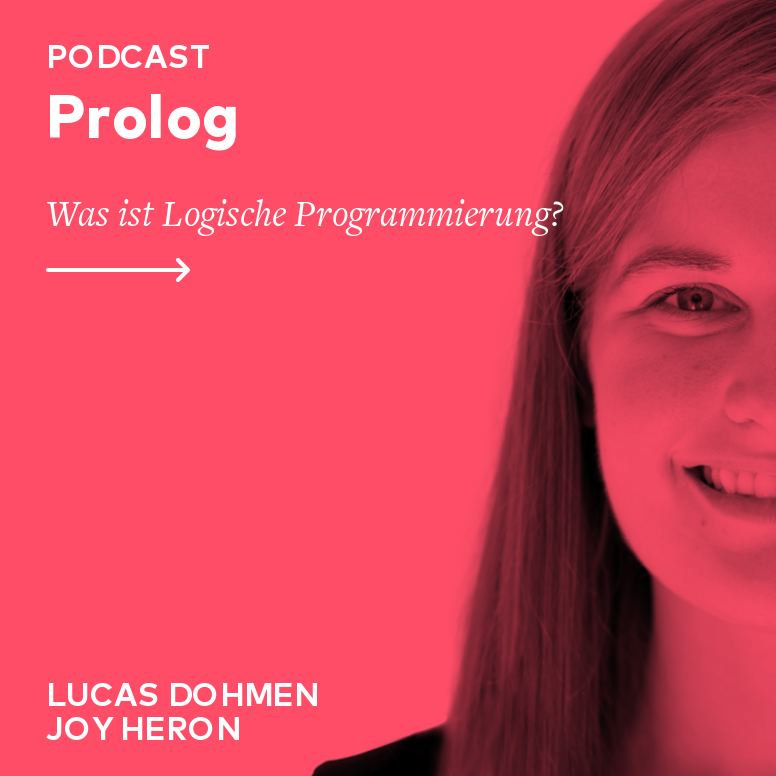 PODCAST
Prolog
Was ist Logische Programmierung?
LUCAS DOHMEN
JOY HERON